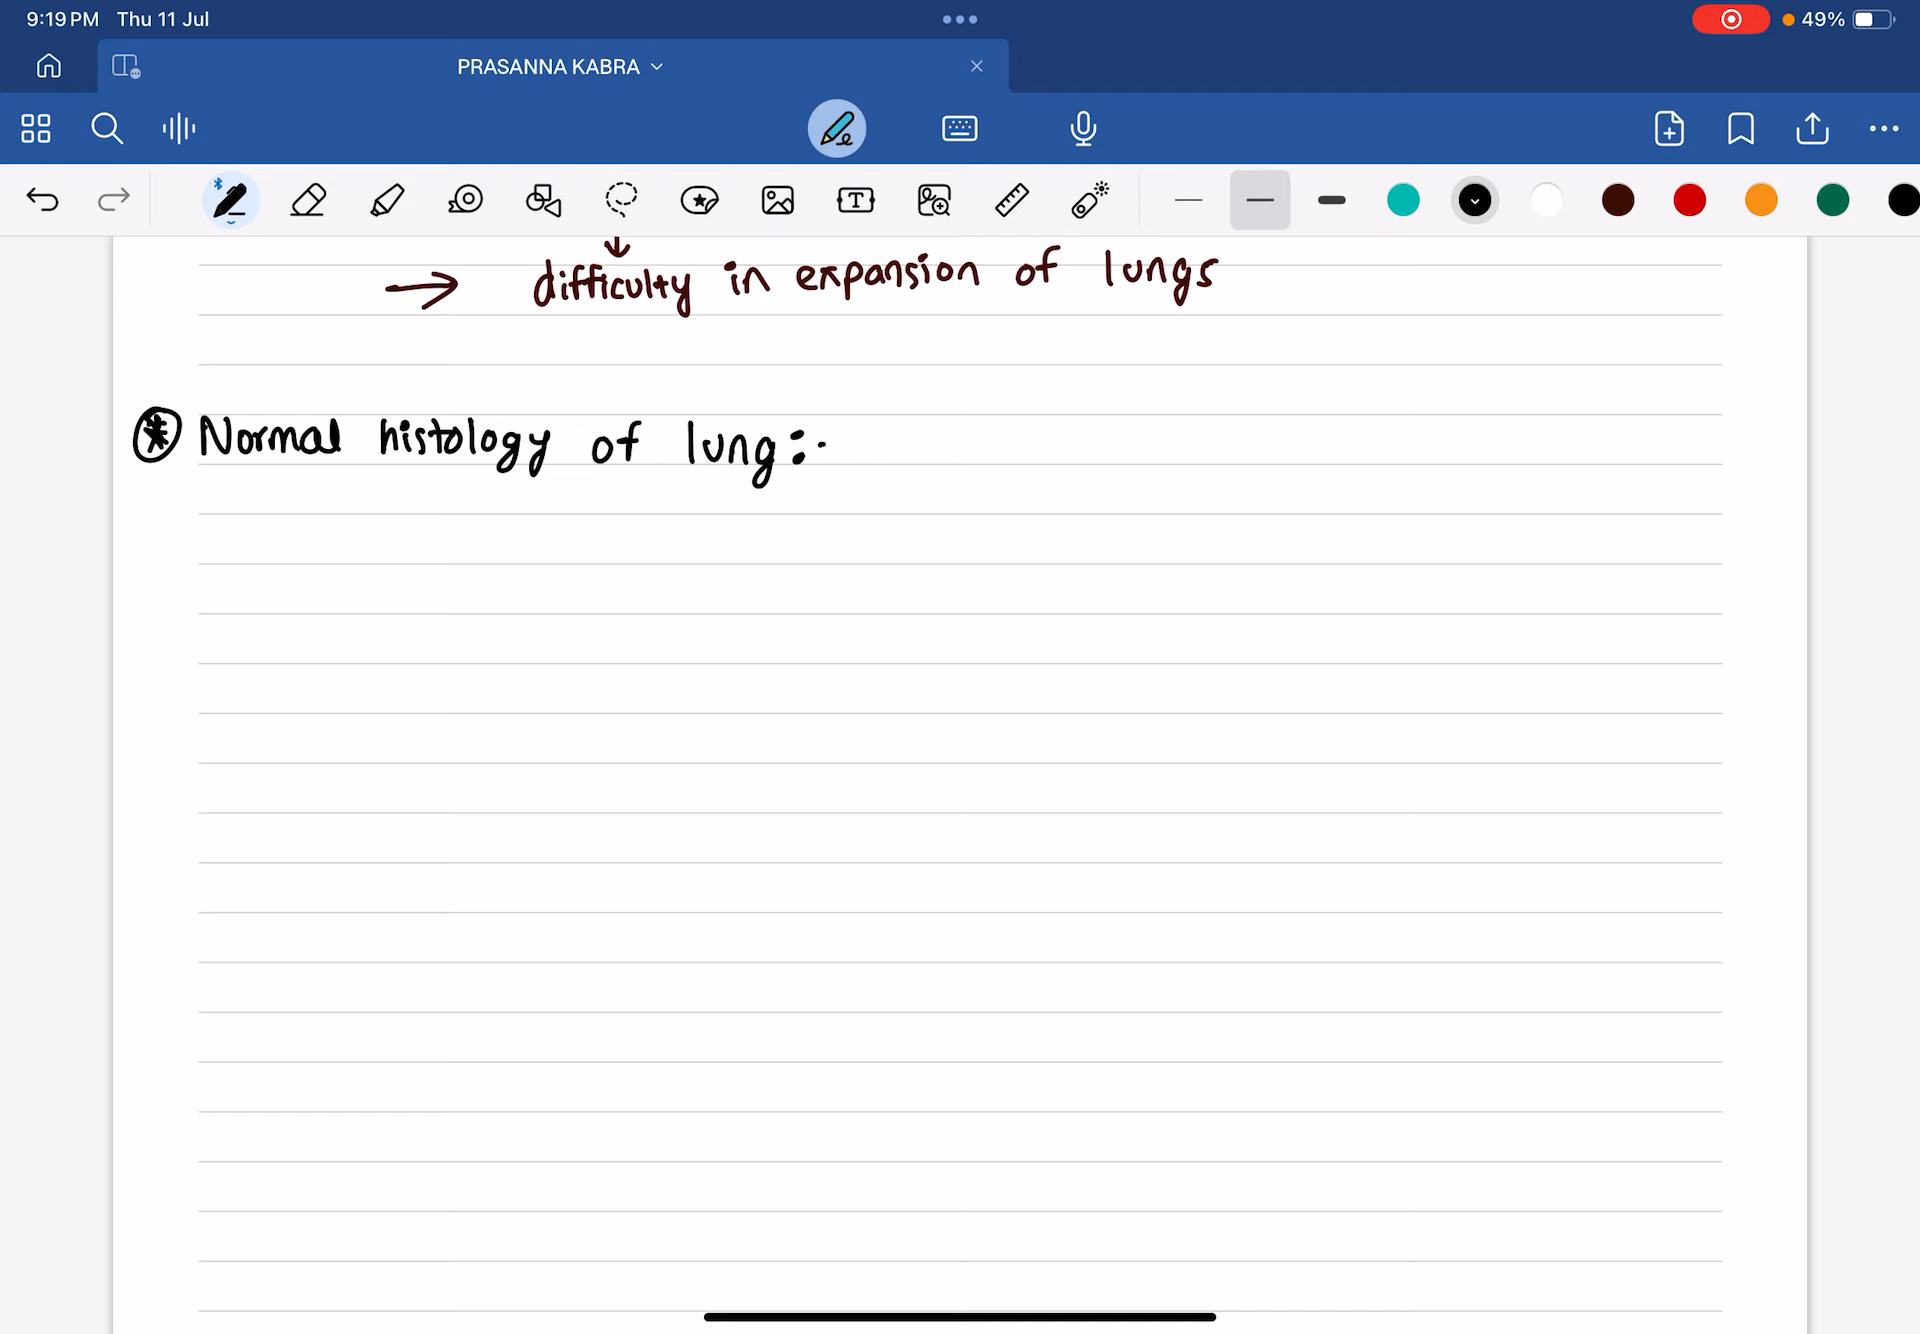 9:19 PM Thu 11 Jul
49%
PRASANNA KABRA
→ difficulty in expansion of lungs
* Normal histology of lung :-